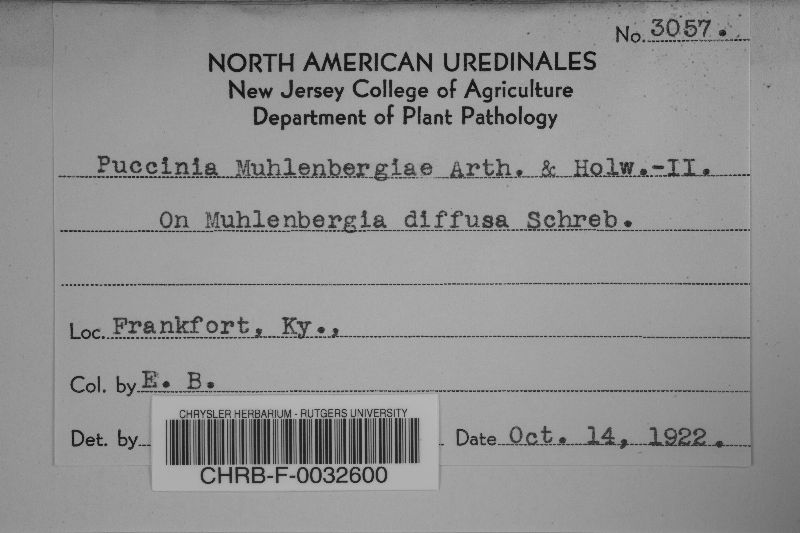 No. 3057.
NORTH AMERICAN UREDINALES
New Jersey College of Agriculture
Department of Plant Pathology
Puccinia Muhlenbergiae Arth. & Holw.-II.
On Muhlenbergia diffusa Schreb.
Loc. Frankfort, Ky.,
Col. by E. B.
CHRYSLER HERBARIUM - RUTGERS UNIVERSITY
Det. by Date Oct. 14, 1922.
CHRB-F-0032600